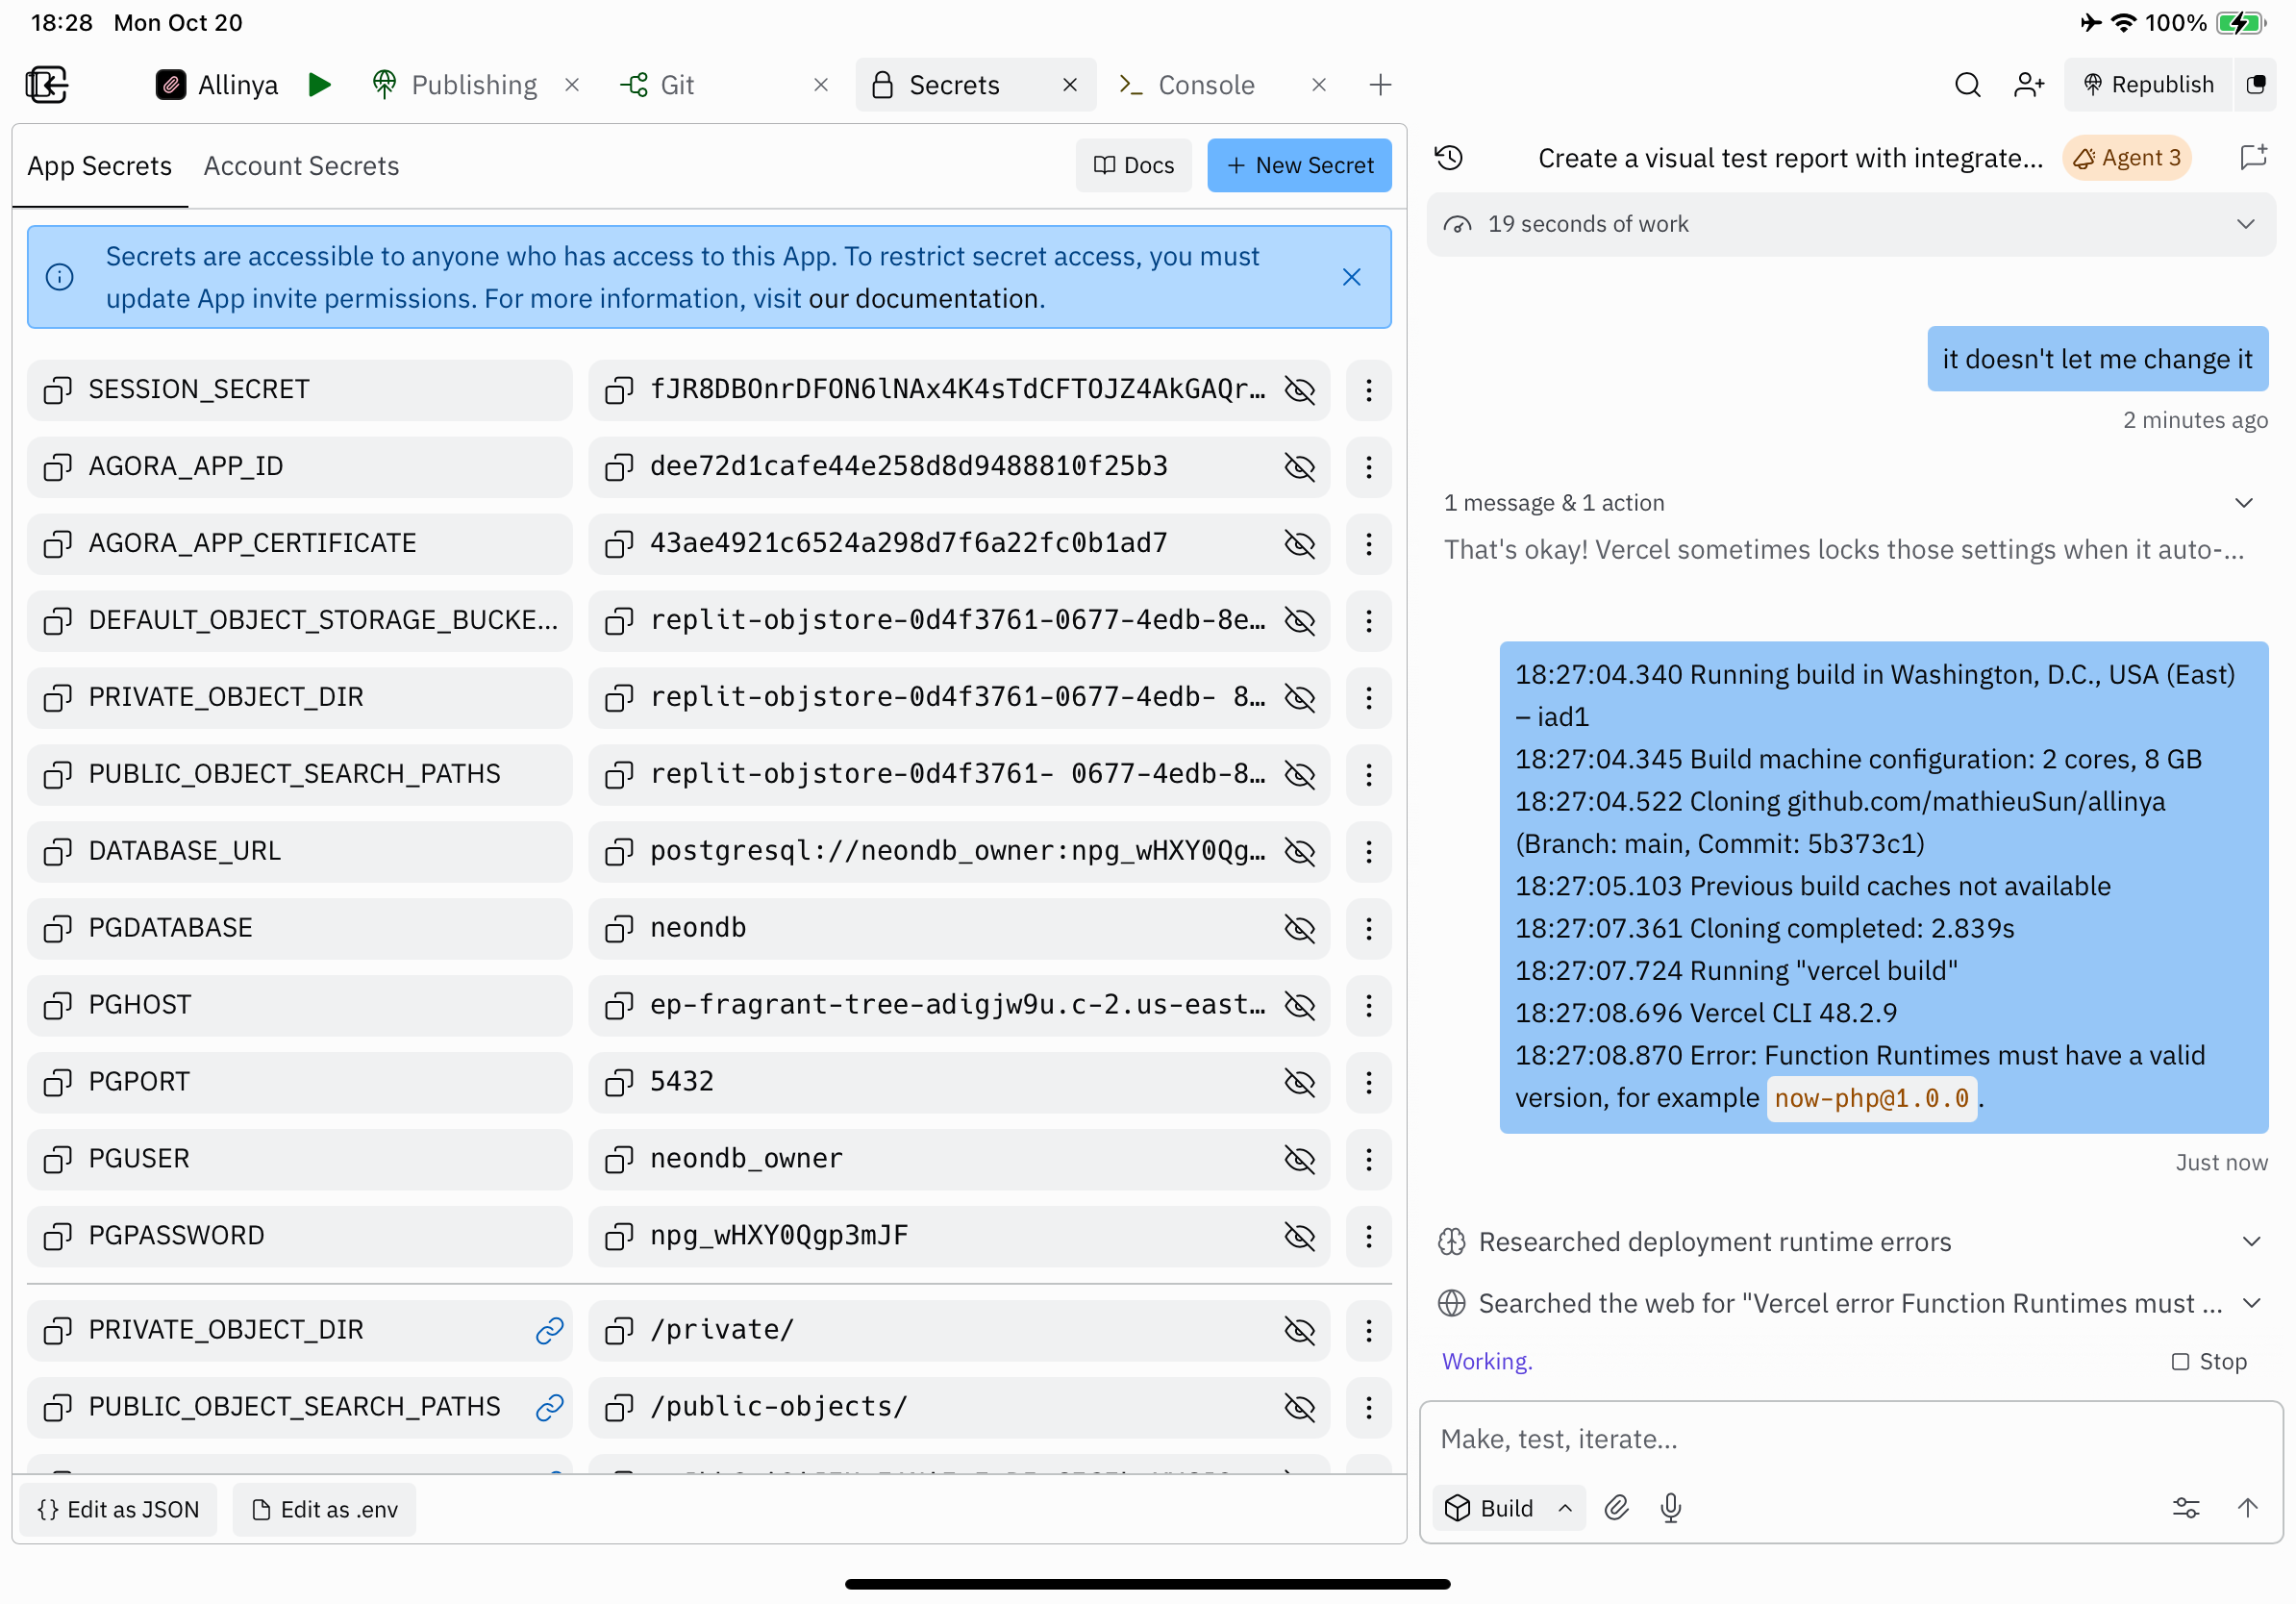 18:28 Mon Oct 20
100%
Allinya
Publishing
Git
Secrets
Console
Republish
App Secrets
Account Secrets
Docs
New Secret
Secrets are accessible to anyone who has access to this App. To restrict secret access, you must
update App invite permissions. For more information, visit our documentation.
SESSION_SECRET fJR8DBOnrDFON6lNAx4K4sTdCFTOJZ4AkGAQr…
AGORA_APP_ID dee72d1cafe44e258d8d9488810f25b3
AGORA_APP_CERTIFICATE 43ae4921c6524a298d7f6a22fc0b1ad7
DEFAULT_OBJECT_STORAGE_BUCKE… replit-objstore-0d4f3761-0677-4edb-8e…
PRIVATE_OBJECT_DIR replit-objstore-0d4f3761-0677-4edb- 8…
PUBLIC_OBJECT_SEARCH_PATHS replit-objstore-0d4f3761- 0677-4edb-8…
DATABASE_URL postgresql://neondb_owner:npg_wHXY0Qg…
PGDATABASE neondb
PGHOST ep-fragrant-tree-adigjw9u.c-2.us-east…
PGPORT 5432
PGUSER neondb_owner
PGPASSWORD npg_wHXY0Qgp3mJF
PRIVATE_OBJECT_DIR /private/
PUBLIC_OBJECT_SEARCH_PATHS /public-objects/
{} Edit as JSON
Edit as .env
Create a visual test report with integrate…
Agent 3
19 seconds of work
it doesn't let me change it
2 minutes ago
1 message & 1 action
That's okay! Vercel sometimes locks those settings when it auto-…
18:27:04.340 Running build in Washington, D.C., USA (East)
– iad1
18:27:04.345 Build machine configuration: 2 cores, 8 GB
18:27:04.522 Cloning github.com/mathieuSun/allinya
(Branch: main, Commit: 5b373c1)
18:27:05.103 Previous build caches not available
18:27:07.361 Cloning completed: 2.839s
18:27:07.724 Running "vercel build"
18:27:08.696 Vercel CLI 48.2.9
18:27:08.870 Error: Function Runtimes must have a valid
version, for example now-php@1.0.0.
Just now
Researched deployment runtime errors
Searched the web for "Vercel error Function Runtimes must …
Working.
Stop
Make, test, iterate...
Build